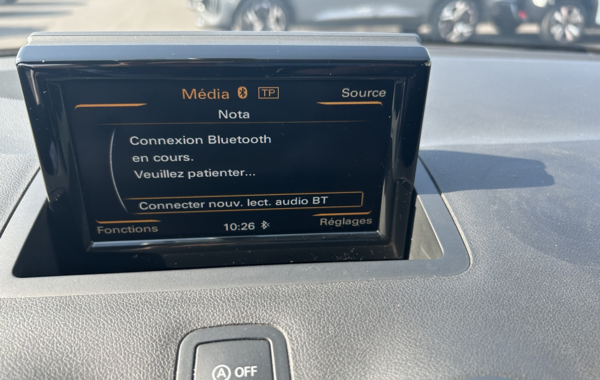 Média TP
Source
Nota
Connexion Bluetooth
en cours.
Veuillez patienter...
Connecter nouv. lect. audio BT
Fonctions
10:26
Réglages
A OFF